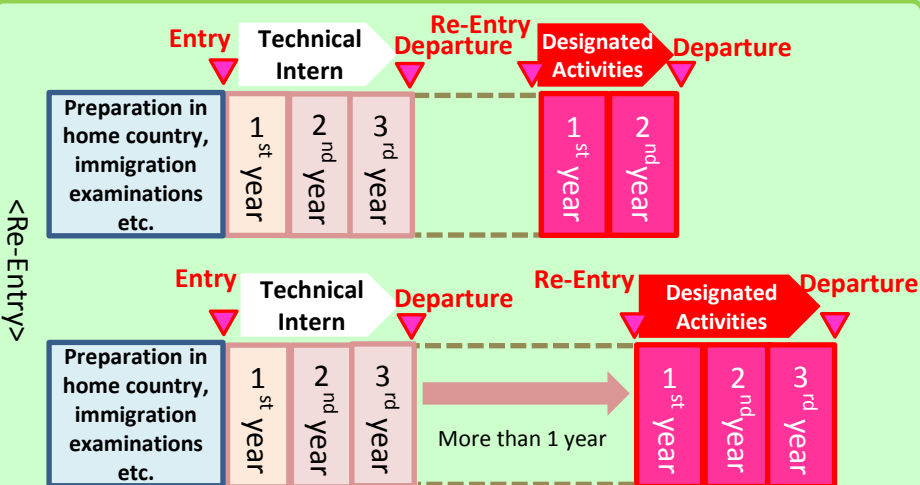 <Re-Entry>
Entry
Technical
Intern
Departure
Re-Entry
Designated
Activities
Departure
Preparation in
home country,
immigration
examinations
etc.
1st year
2nd year
3rd year
1st year
2nd year
Entry
Technical
Intern
Departure
Re-Entry
Designated
Activities
Departure
Preparation in
home country,
immigration
examinations
etc.
1st year
2nd year
3rd year
More than 1 year
1st year
2nd year
3rd year